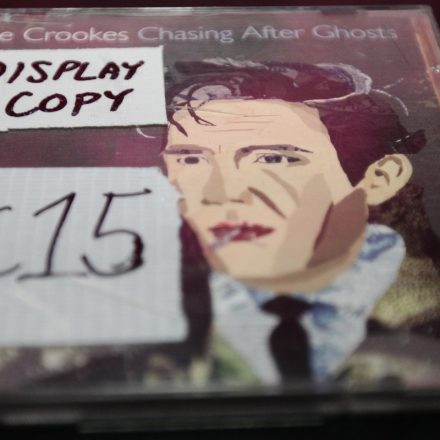 e Crookes Chasing After Ghosts
DISPLAY
COPY
£15